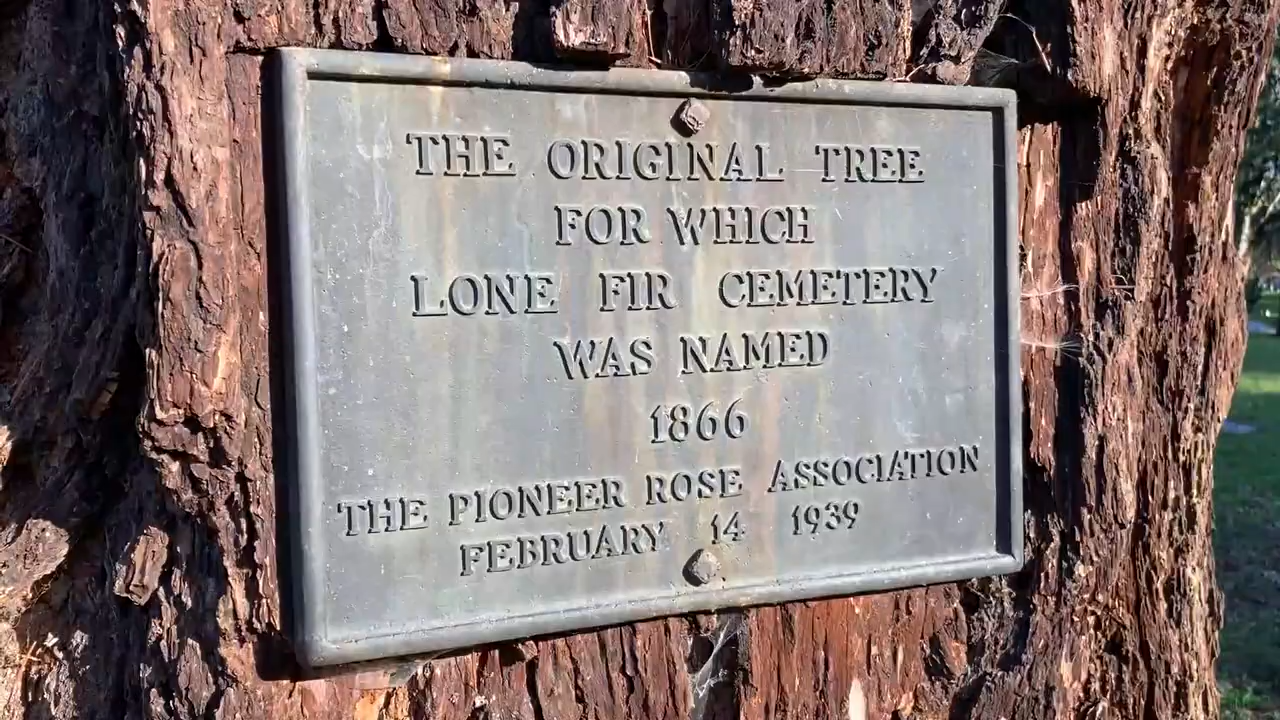 THE ORIGINAL TREE
FOR WHICH
LONE FIR CEMETERY
WAS NAMED
1866
THE PIONEER ROSE ASSOCIATION
FEBRUARY 14 1939